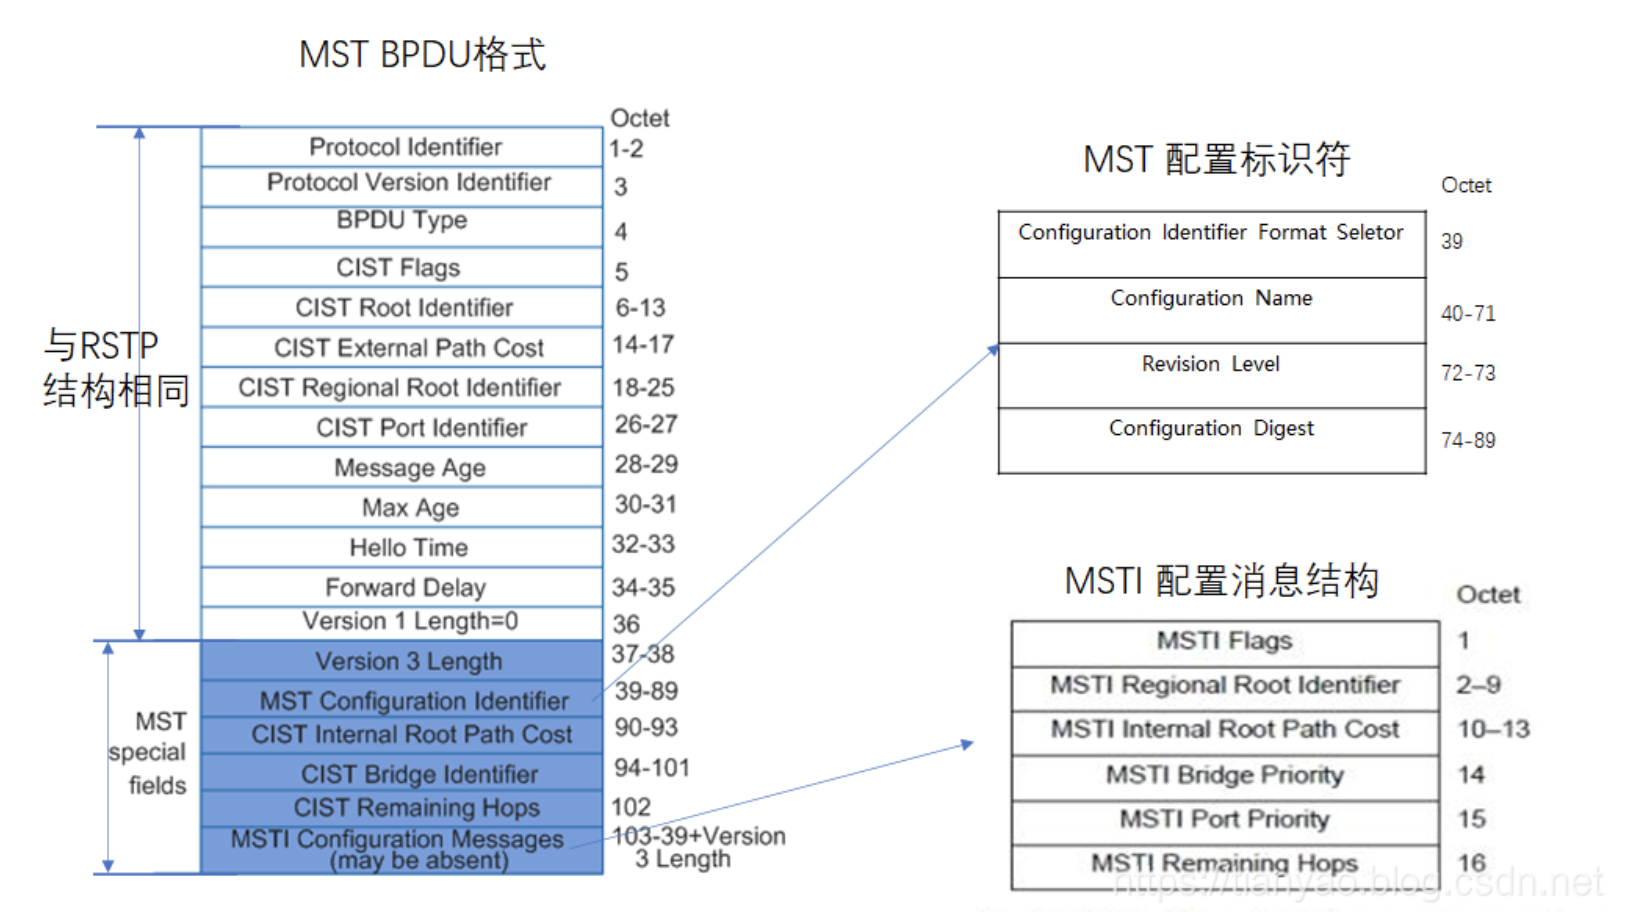 MST BPDU格式
Octet
Protocol Identifier
1-2
Protocol Version Identifier
3
BPDU Type
4
CIST Flags
5
CIST Root Identifier
6-13
CIST External Path Cost
14-17
CIST Regional Root Identifier
18-25
CIST Port Identifier
26-27
Message Age
28-29
Max Age
30-31
Hello Time
32-33
Forward Delay
34-35
Version 1 Length=0
36
与RSTP
结构相同
Version 3 Length
37-38
MST Configuration Identifier
39-89
CIST Internal Root Path Cost
90-93
CIST Bridge Identifier
94-101
CIST Remaining Hops
102
MSTI Configuration Messages
(may be absent)
103-39+Version
3 Length
MST
special
fields
MST 配置标识符
Octet
Configuration Identifier Format Seletor
39
Configuration Name
40-71
Revision Level
72-73
Configuration Digest
74-89
MSTI 配置消息结构
Octet
MSTI Flags
1
MSTI Regional Root Identifier
2–9
MSTI Internal Root Path Cost
10–13
MSTI Bridge Priority
14
MSTI Port Priority
15
MSTI Remaining Hops
16
https://tianyao.blog.csdn.net